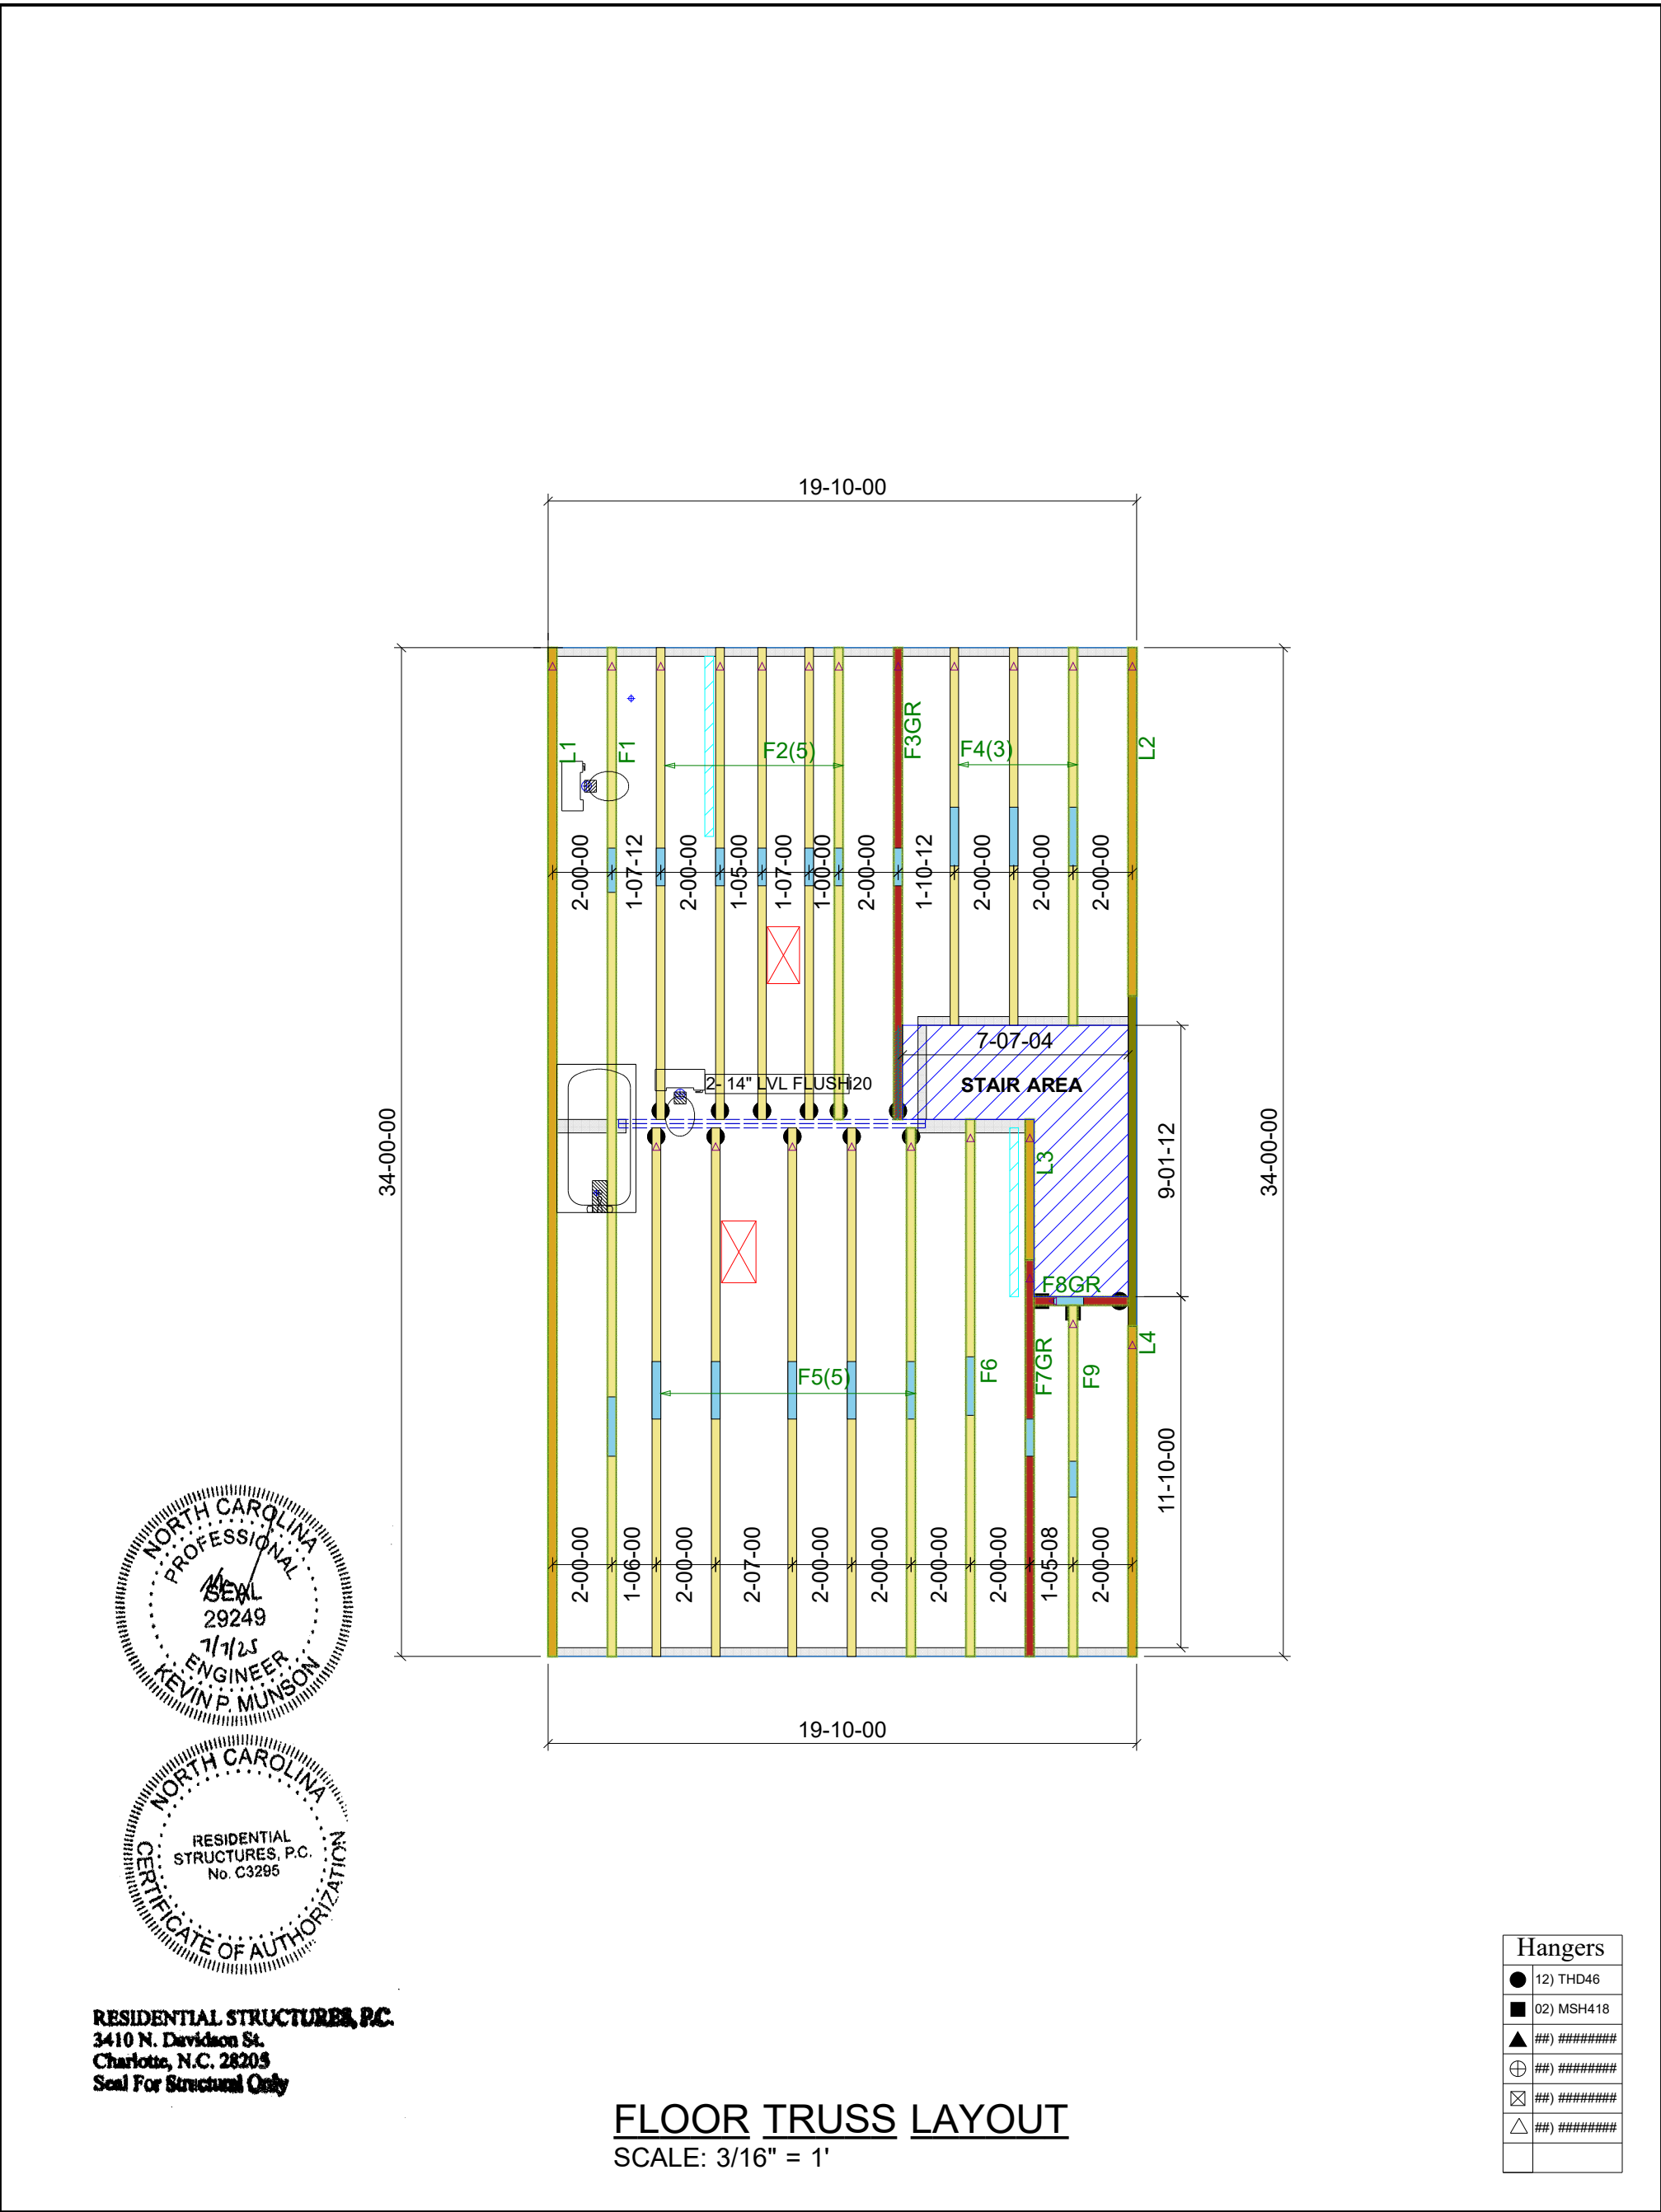 19-10-00
L1
F1
F2(5)
F3GR
F4(3)
L2
2-00-00
1-07-12
2-00-00
1-05-00
1-07-00
1-00-00
2-00-00
1-10-12
2-00-00
2-00-00
2-00-00
7-07-04
2- 14" LVL FLUSHi20
STAIR AREA
34-00-00
9-01-12
34-00-00
L3
F8GR
F5(5)
F6
F7GR
F9
L4
11-10-00
2-00-00
1-06-00
2-00-00
2-07-00
2-00-00
2-00-00
2-00-00
2-00-00
1-05-08
2-00-00
19-10-00
NORTH CAROLINA
PROFESSIONAL
SEAL
29249
7/7/25
ENGINEER
KEVIN P. MUNSON
NORTH CAROLINA
RESIDENTIAL
STRUCTURES, P.C.
No. C3295
CERTIFICATE OF AUTHORIZATION
RESIDENTIAL STRUCTURES, P.C.
3410 N. Davidson St.
Charlotte, N.C. 28205
Seal For Structural Only
FLOOR TRUSS LAYOUT
SCALE: 3/16" = 1'
Hangers
12) THD46
02) MSH418
##) ########
##) ########
##) ########
##) ########